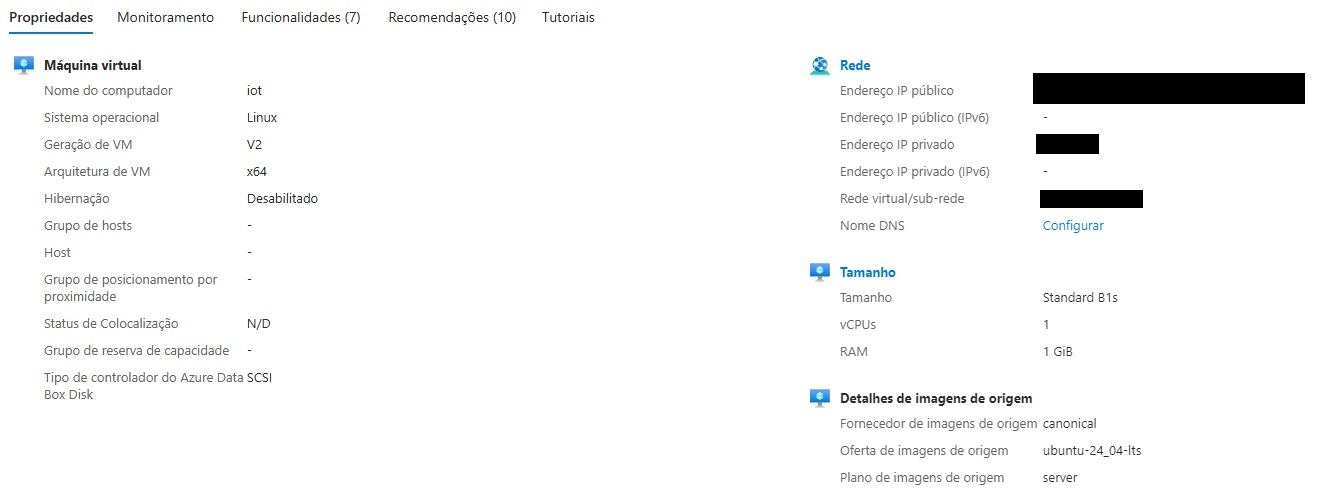 Propriedades Monitoramento Funcionalidades (7) Recomendações (10) Tutoriais
Máquina virtual
Nome do computador iot
Sistema operacional Linux
Geração de VM V2
Arquitetura de VM x64
Hibernação Desabilitado
Grupo de hosts -
Host -
Grupo de posicionamento por -
proximidade
Status de Colocalização N/D
Grupo de reserva de capacidade -
Tipo de controlador do Azure Data SCSI
Box Disk
Rede
Endereço IP público
Endereço IP público (IPv6) -
Endereço IP privado
Endereço IP privado (IPv6) -
Rede virtual/sub-rede
Nome DNS Configurar
Tamanho
Tamanho Standard B1s
vCPUs 1
RAM 1 GiB
Detalhes de imagens de origem
Fornecedor de imagens de origem canonical
Oferta de imagens de origem ubuntu-24_04-lts
Plano de imagens de origem server